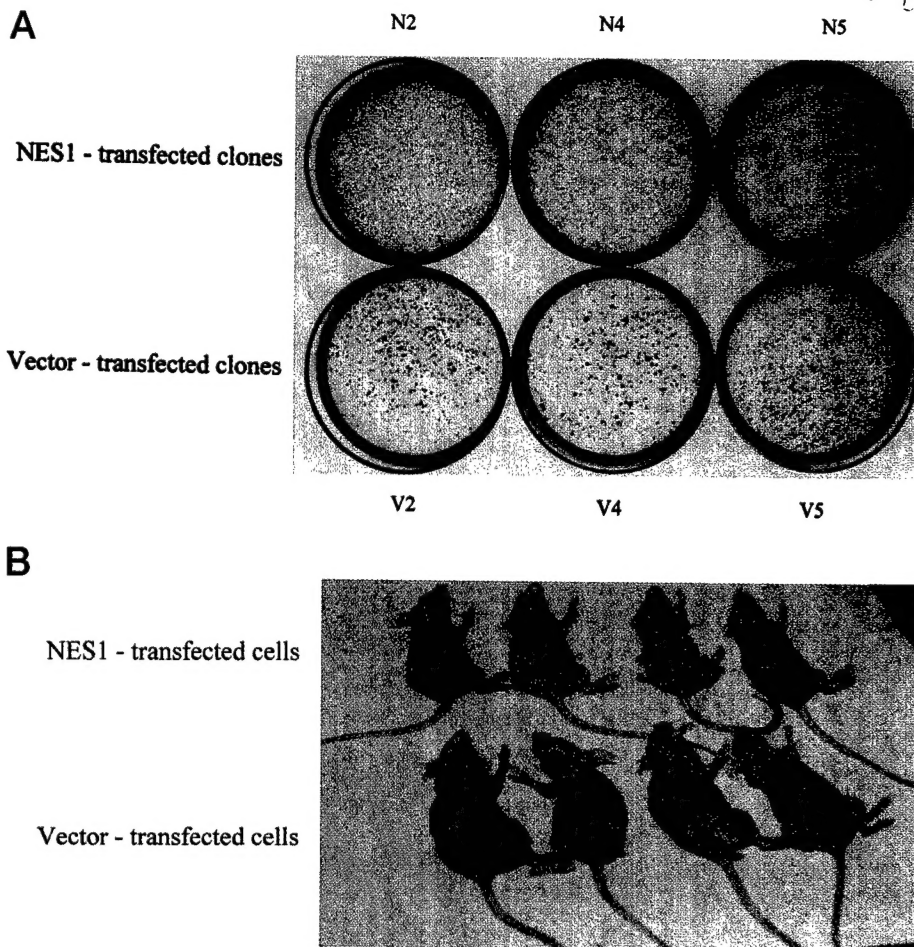 A
N2 N4 N5
NES1 - transfected clones
Vector - transfected clones
V2 V4 V5
B
NES1 - transfected cells
Vector - transfected cells